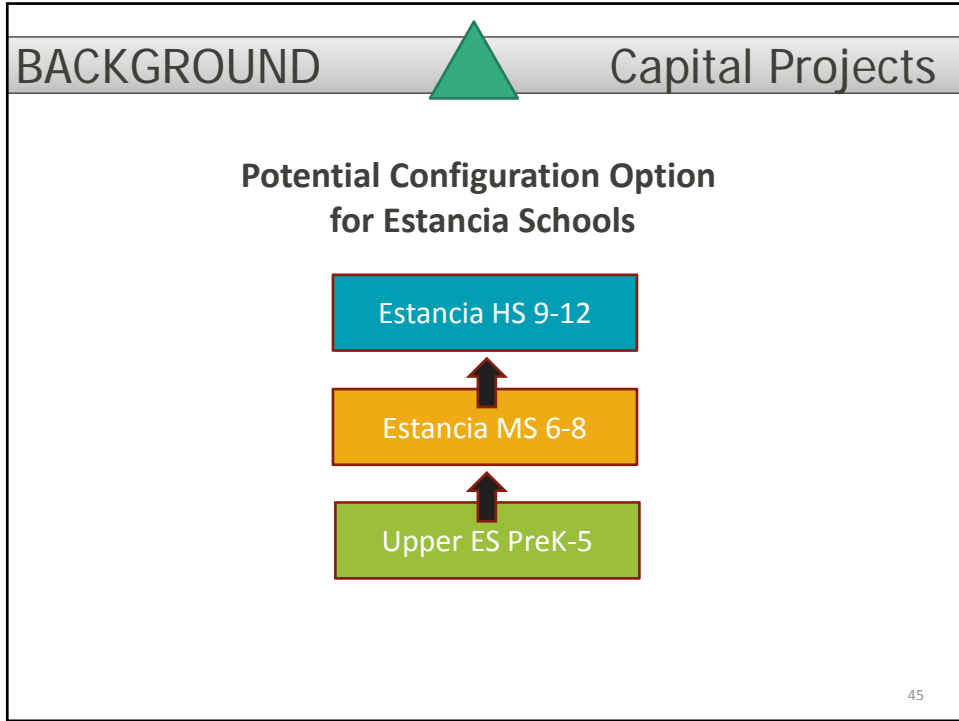 BACKGROUND
Capital Projects
Potential Configuration Option
for Estancia Schools
Estancia HS 9-12
Estancia MS 6-8
Upper ES PreK-5
45